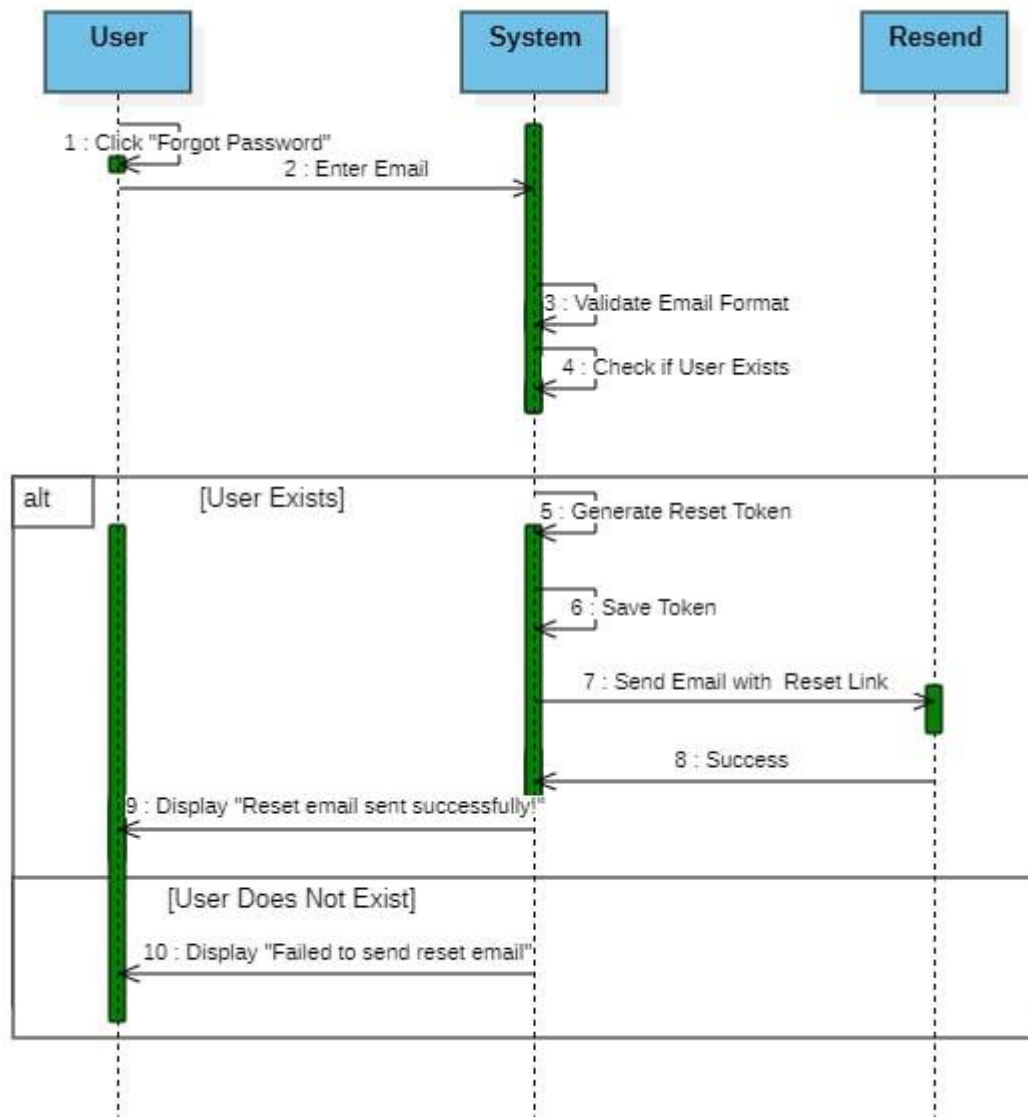 User
System
Resend
1 : Click "Forgot Password"
2 : Enter Email
3 : Validate Email Format
4 : Check if User Exists
alt
[User Exists]
5 : Generate Reset Token
6 : Save Token
7 : Send Email with  Reset Link
8 : Success
9 : Display "Reset email sent successfully!"
[User Does Not Exist]
10 : Display "Failed to send reset email"